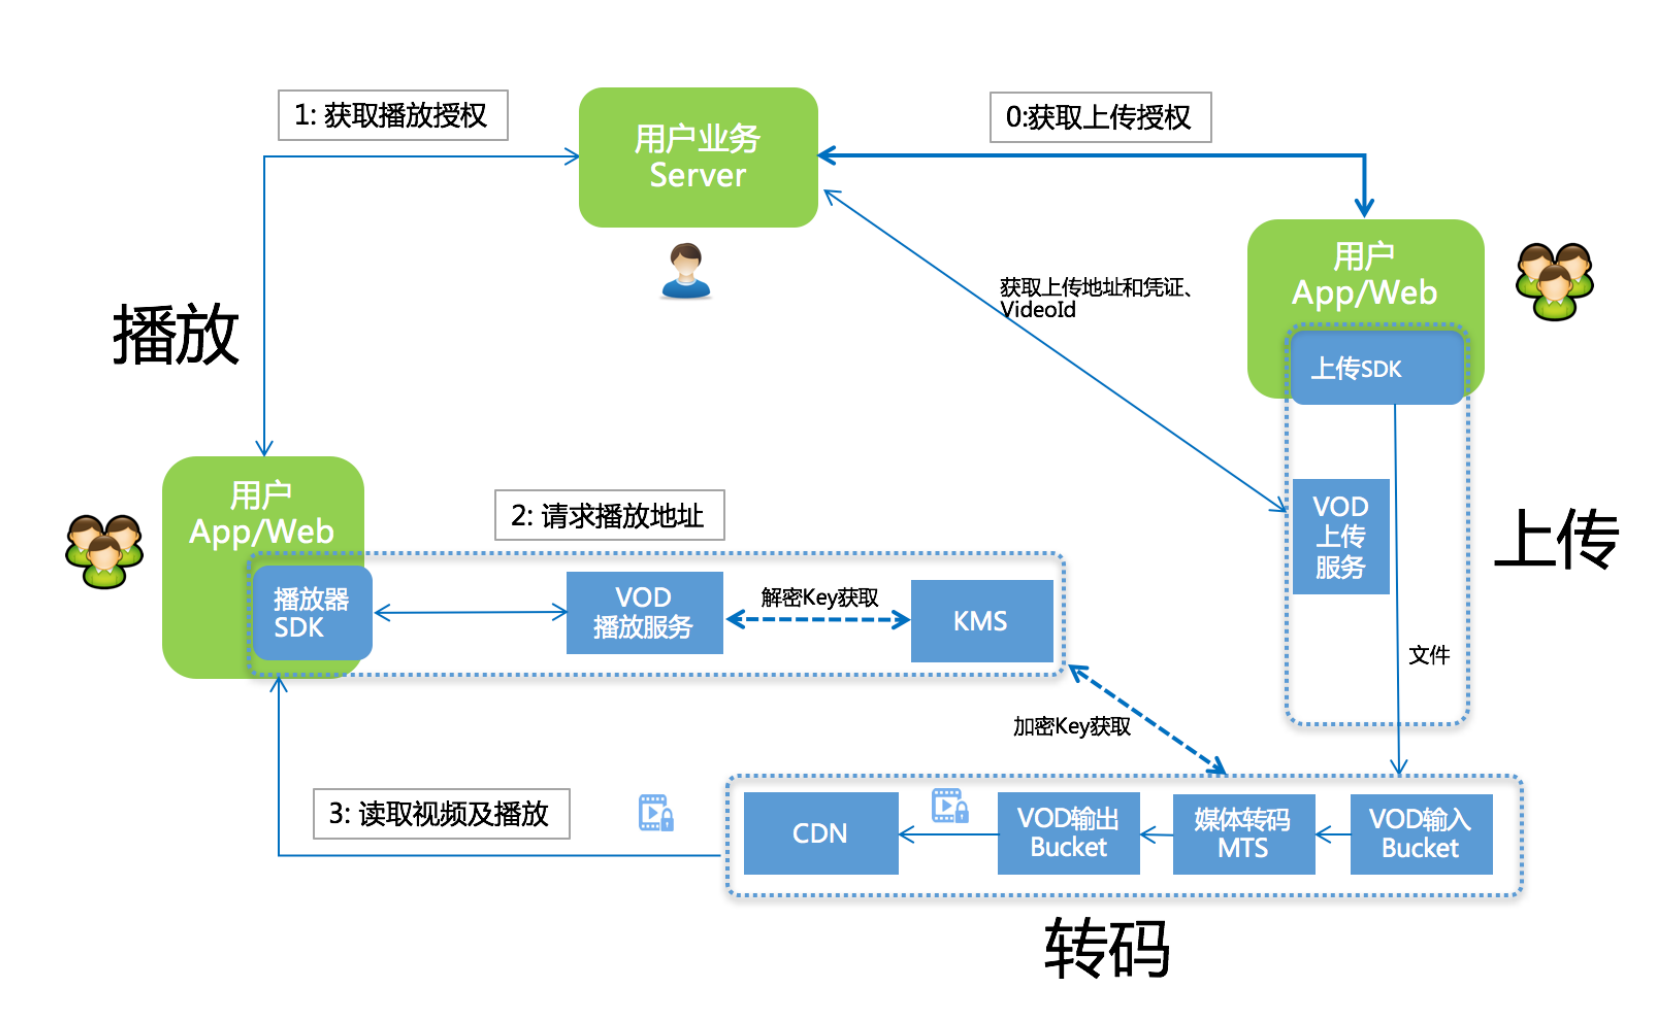 1: 获取播放授权
用户业务
Server
0:获取上传授权
用户
App/Web
上传SDK
获取上传地址和凭证、
VideoId
播放
用户
App/Web
播放器
SDK
2: 请求播放地址
VOD
播放服务
解密Key获取
KMS
VOD
上传
服务
上传
文件
加密Key获取
3: 读取视频及播放
CDN
VOD输出
Bucket
媒体转码
MTS
VOD输入
Bucket
转码